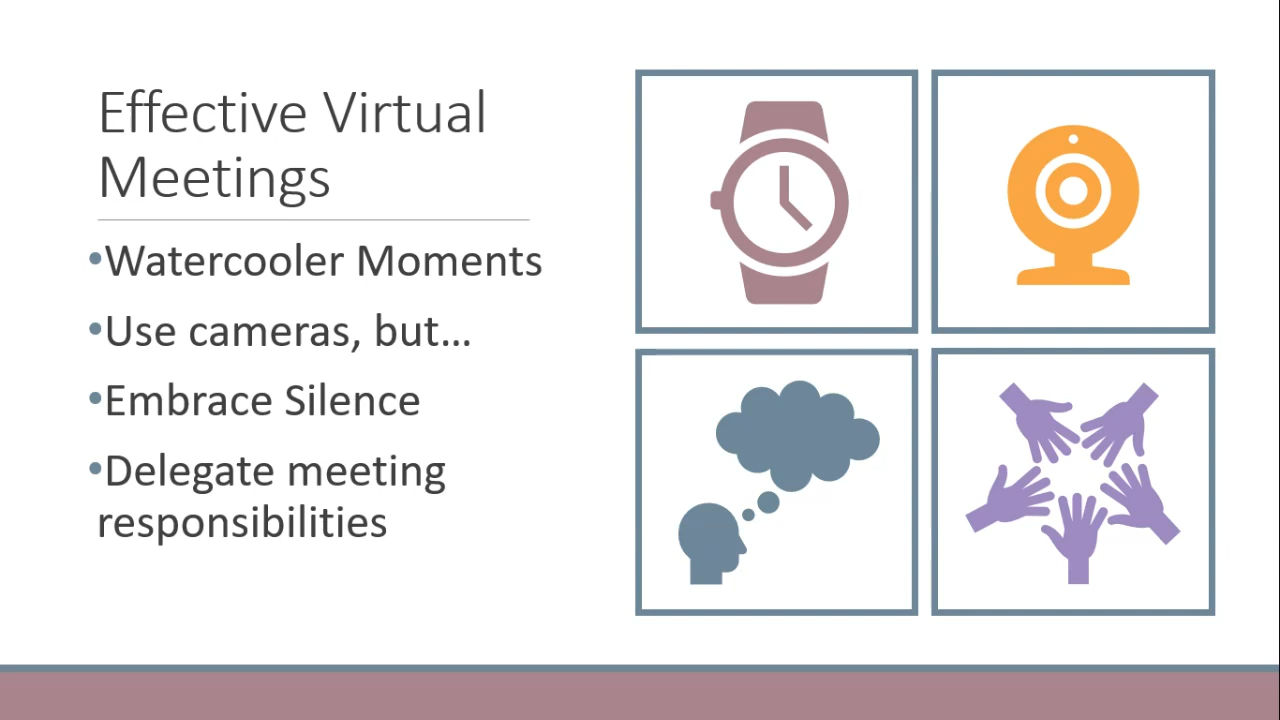 Effective Virtual
Meetings
•Watercooler Moments
•Use cameras, but...
•Embrace Silence
•Delegate meeting
responsibilities